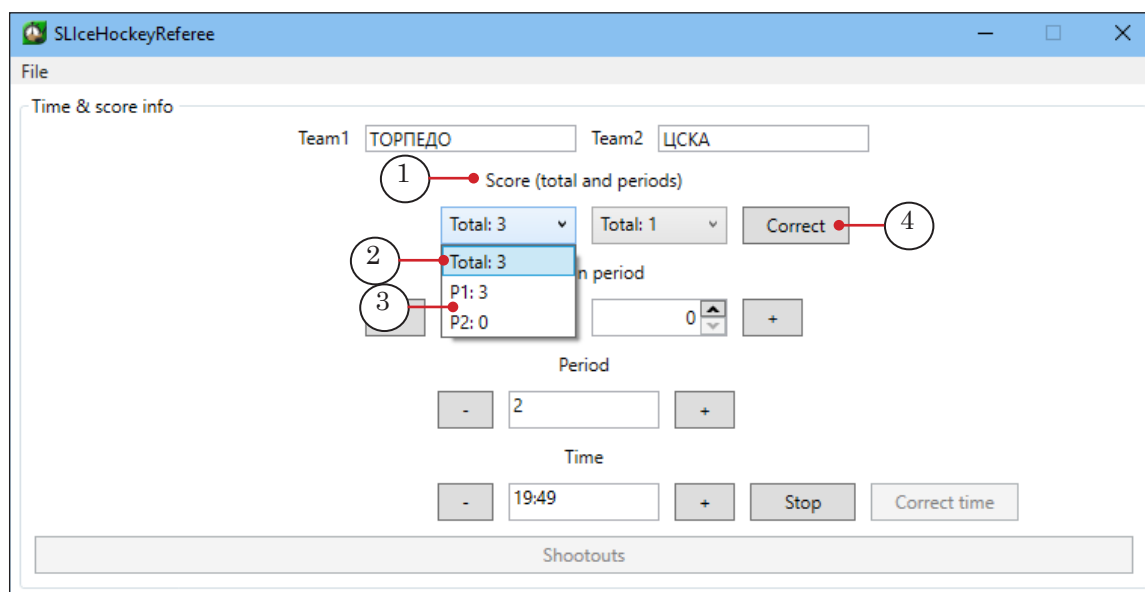 SLIceHockeyReferee
File
Time & score info
Team1 ТОРПЕДО Team2 ЦСКА
1 Score (total and periods)
Total: 3 Total: 1 Correct 4
2 Total: 3
n period
3 P1: 3
P2: 0
0 +
Period
- 2 +
Time
- 19:49 + Stop Correct time
Shootouts